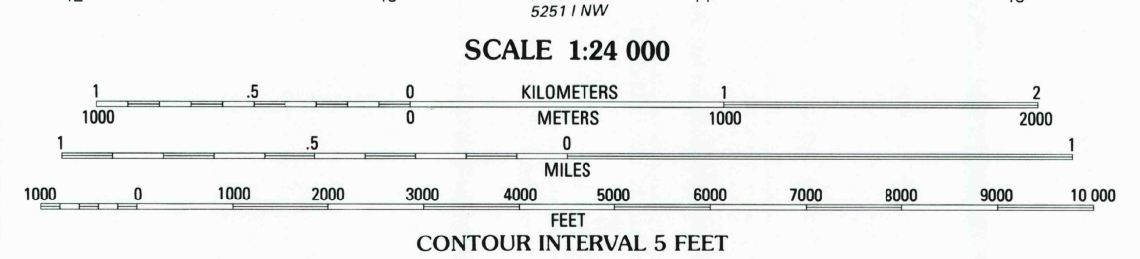 5251 I NW
SCALE 1:24 000
1 .5 0 KILOMETERS 1 2
1000 0 METERS 1000 2000
1 .5 0 1
MILES
1000 0 1000 2000 3000 4000 5000 6000 7000 8000 9000 10 000
FEET
CONTOUR INTERVAL 5 FEET